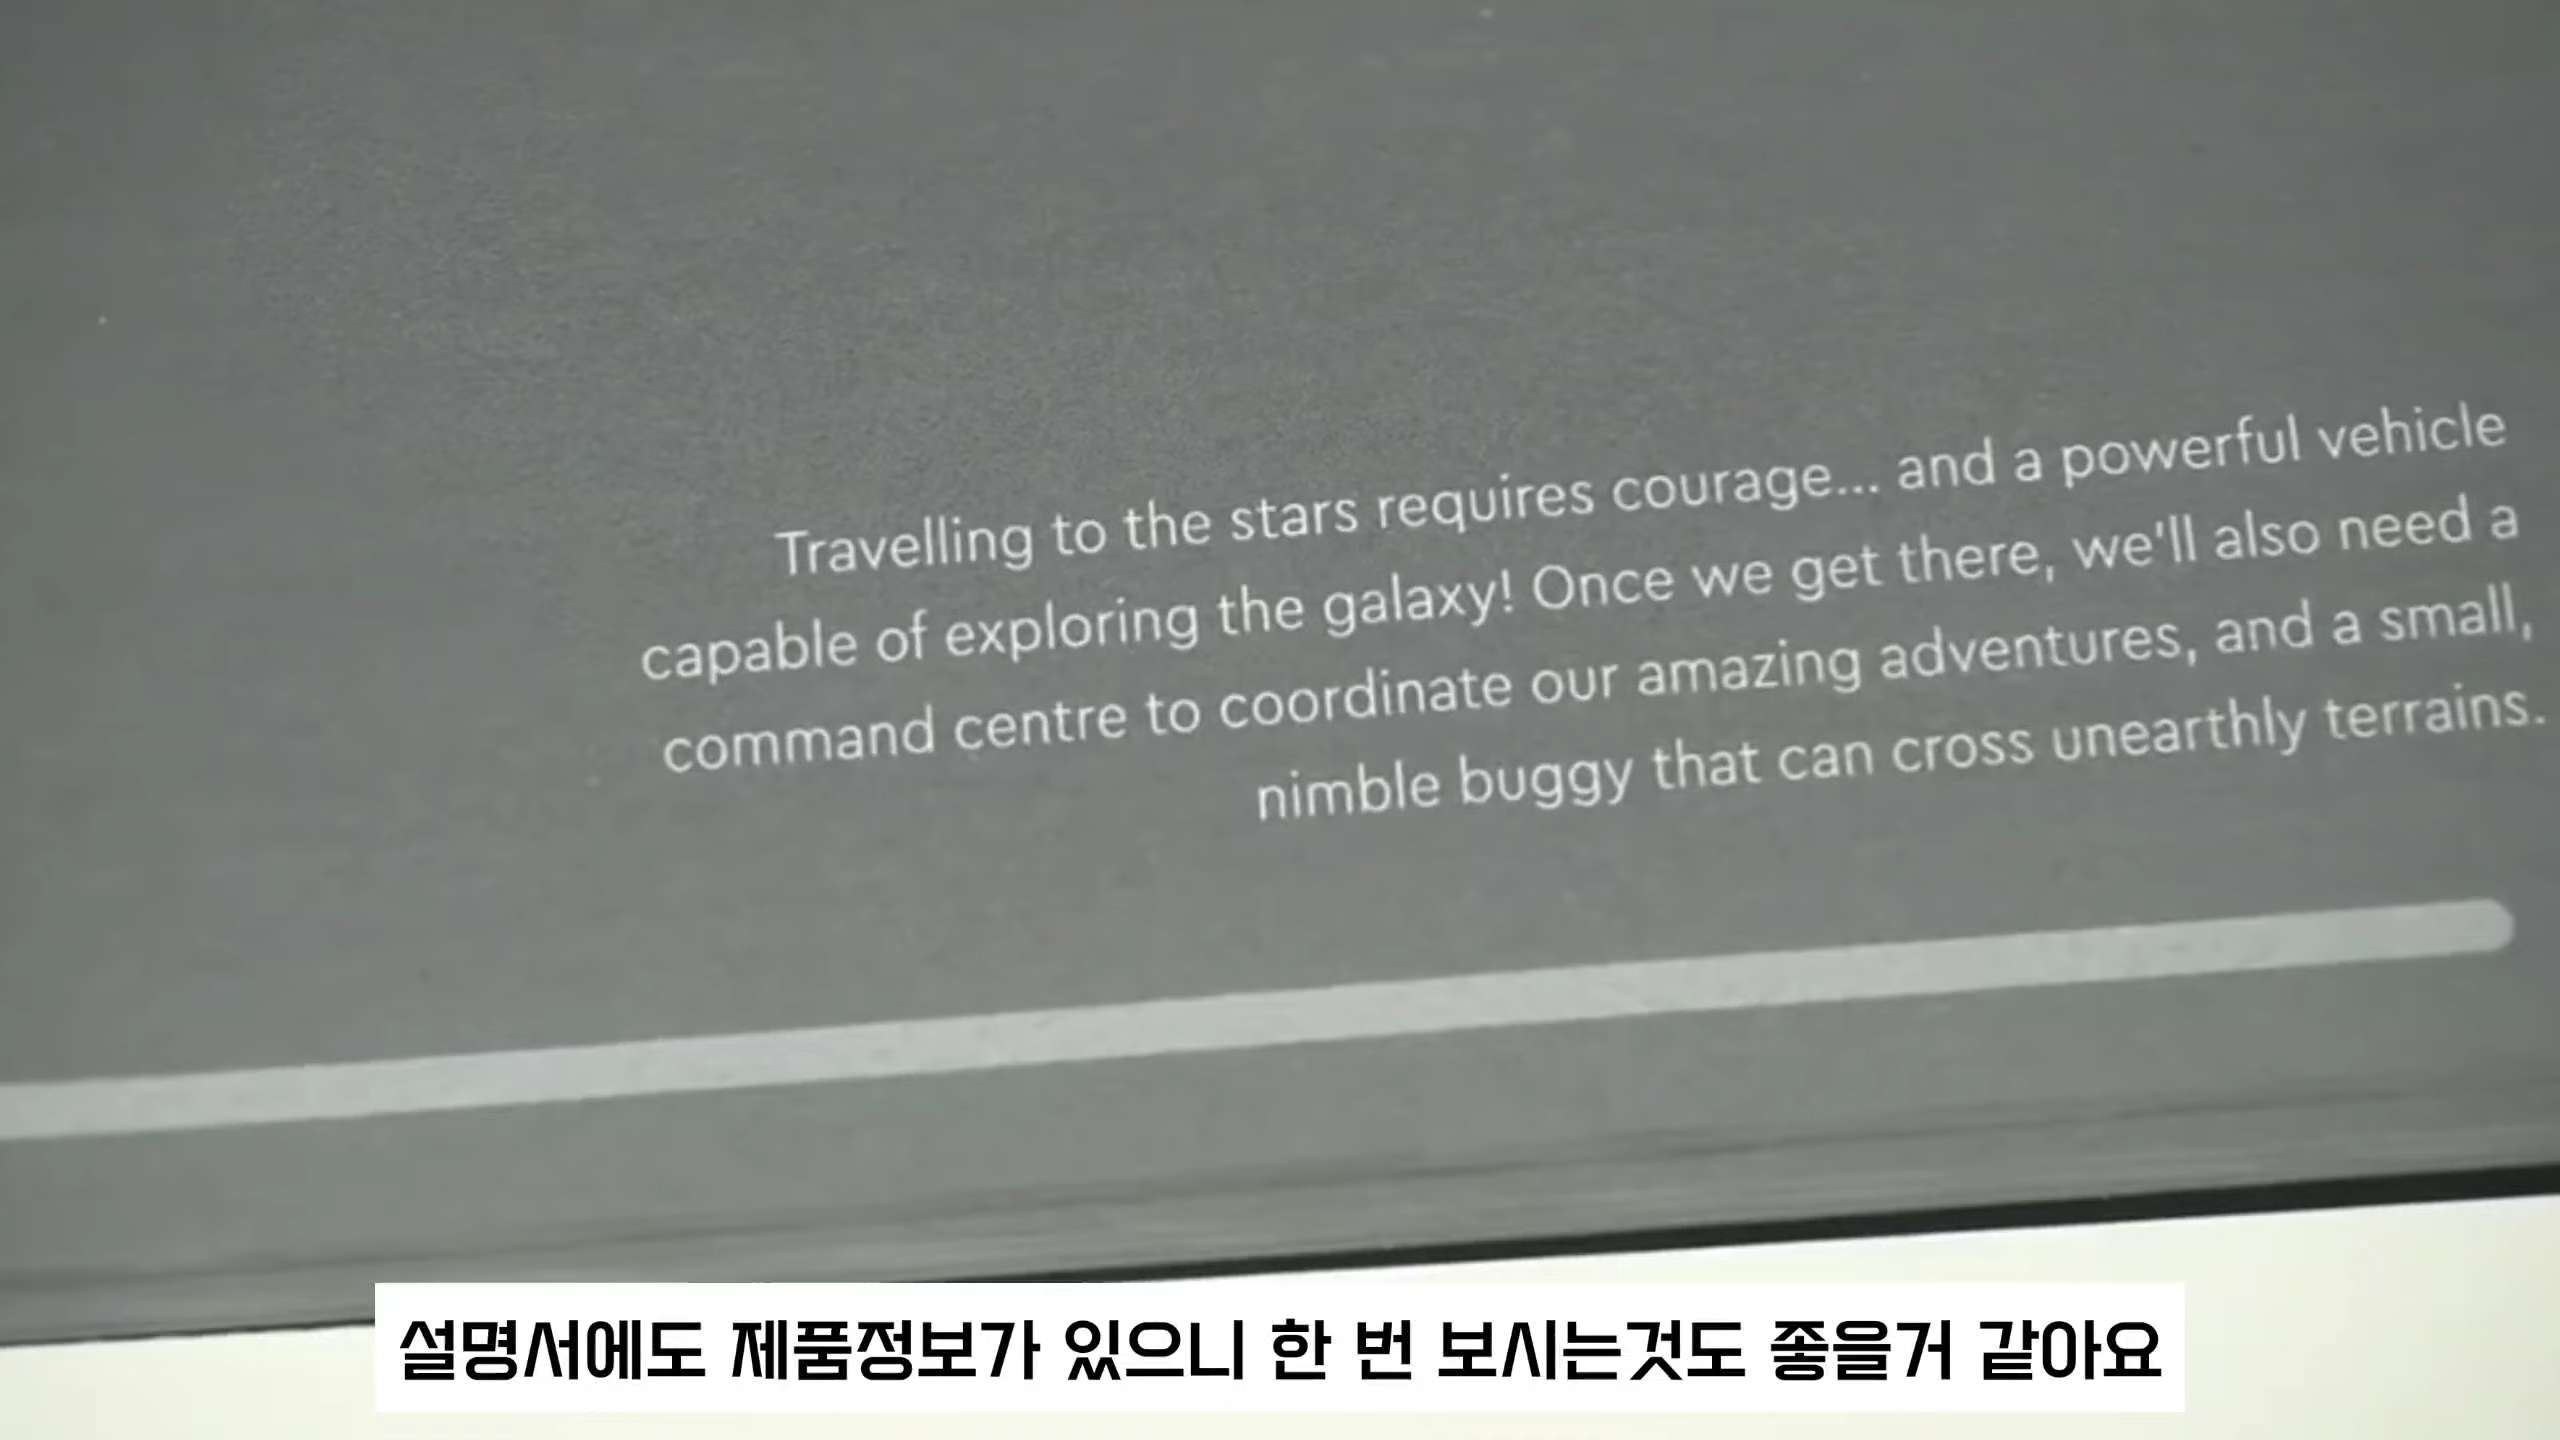 Travelling to the stars requires courage... and a powerful vehicle
capable of exploring the galaxy! Once we get there, we'll also need a
command centre to coordinate our amazing adventures, and a small,
nimble buggy that can cross unearthly terrains.
설명서에도 제품정보가 있으니 한 번 보시는것도 좋을거 같아요